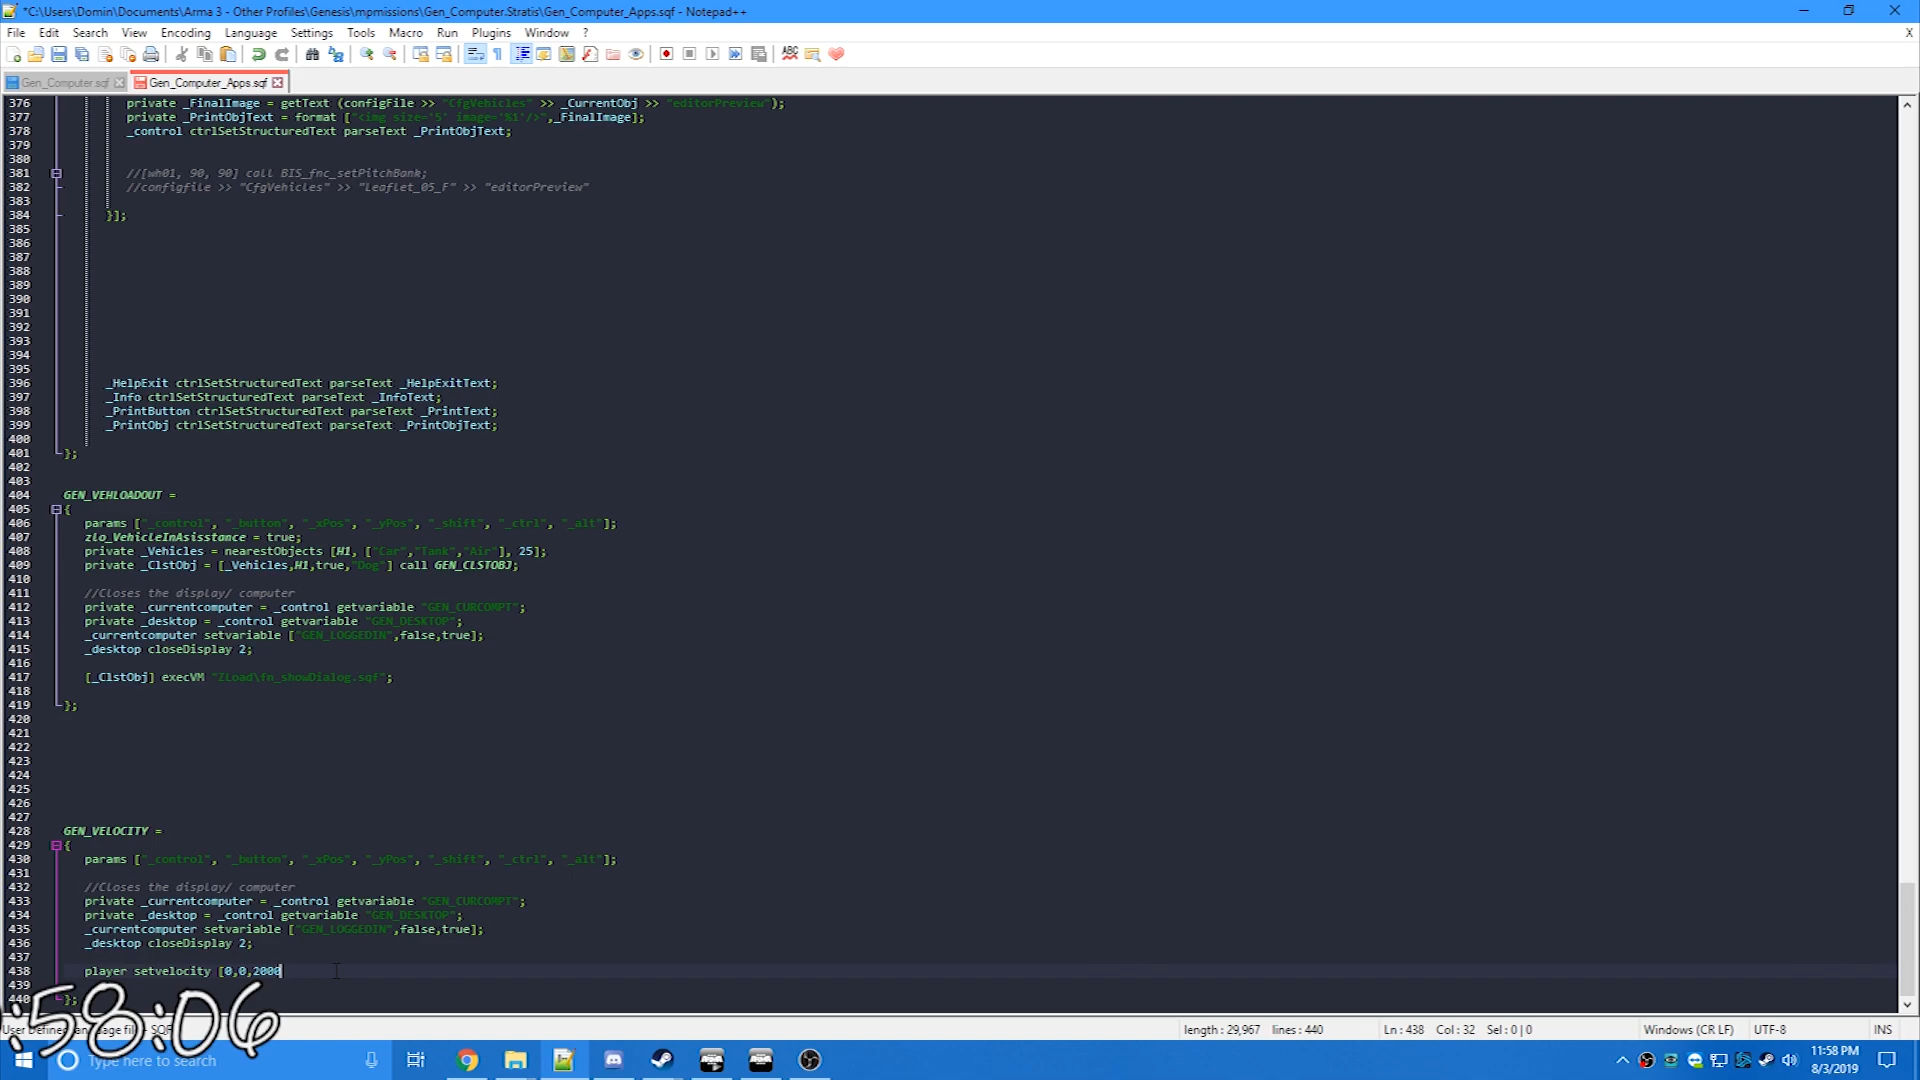 *C:\Users\Domin\Documents\Arma 3 - Other Profiles\Genesis\mpmissions\Gen_Computer.Stratis\Gen_Computer_Apps.sqf - Notepad++
File Edit Search View Encoding Language Settings Tools Macro Run Plugins Window ? X
Gen_Computer.sqf Gen_Computer_Apps.sqf
376 private _FinalImage = getText (configFile >> "CfgVehicles" >> _CurrentObj >> "editorPreview");
377 private _PrintObjText = format ["<img size='5' image='%1'/>",_FinalImage];
378 _control ctrlSetStructuredText parseText _PrintObjText;
379
380
381 //[wh01, 90, 90] call BIS_fnc_setPitchBank;
382 //configfile >> "CfgVehicles" >> "Leaflet_05_F" >> "editorPreview"
383
384 }];
385
386
387
388
389
390
391
392
393
394
395
396 _HelpExit ctrlSetStructuredText parseText _HelpExitText;
397 _Info ctrlSetStructuredText parseText _InfoText;
398 _PrintButton ctrlSetStructuredText parseText _PrintText;
399 _PrintObj ctrlSetStructuredText parseText _PrintObjText;
400
401 };
402
403
404 GEN_VEHLOADOUT =
405 {
406 params ["_control", "_button", "_xPos", "_yPos", "_shift", "_ctrl", "_alt"];
407 zlo_VehicleInAsisstance = true;
408 private _Vehicles = nearestObjects [H1, ["Car","Tank","Air"], 25];
409 private _ClstObj = [_Vehicles,H1,true,"Dog"] call GEN_CLSTOBJ;
410
411 //Closes the display/ computer
412 private _currentcomputer = _control getvariable "GEN_CURCOMPT";
413 private _desktop = _control getvariable "GEN_DESKTOP";
414 _currentcomputer setvariable ["GEN_LOGGEDIN",false,true];
415 _desktop closeDisplay 2;
416
417 [_ClstObj] execVM "ZLoad\fn_showDialog.sqf";
418
419 };
420
421
422
423
424
425
426
427
428 GEN_VELOCITY =
429 {
430 params ["_control", "_button", "_xPos", "_yPos", "_shift", "_ctrl", "_alt"];
431
432 //Closes the display/ computer
433 private _currentcomputer = _control getvariable "GEN_CURCOMPT";
434 private _desktop = _control getvariable "GEN_DESKTOP";
435 _currentcomputer setvariable ["GEN_LOGGEDIN",false,true];
436 _desktop closeDisplay 2;
437
438 player setvelocity [0,0,2000
439
440 };
:58:06
User Defined language file - SQF length : 29,967 lines : 440 Ln : 438 Col : 32 Sel : 0 | 0 Windows (CR LF) UTF-8 INS
Type here to search
11:58 PM
8/3/2019